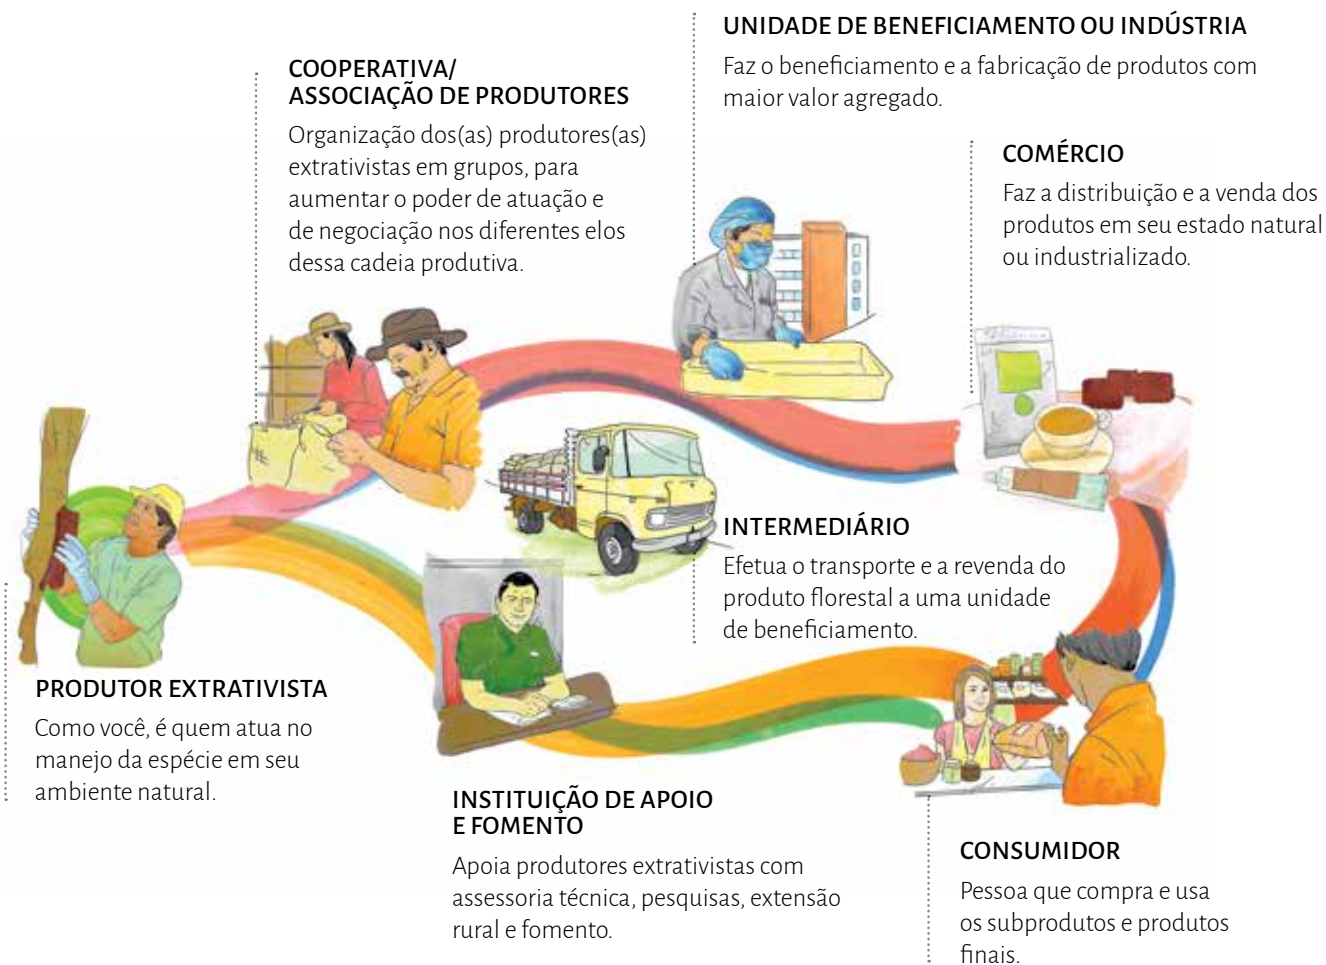 UNIDADE DE BENEFICIAMENTO OU INDÚSTRIA
Faz o beneficiamento e a fabricação de produtos com
maior valor agregado.
COOPERATIVA/
ASSOCIAÇÃO DE PRODUTORES
Organização dos(as) produtores(as)
extrativistas em grupos, para
aumentar o poder de atuação e
de negociação nos diferentes elos
dessa cadeia produtiva.
COMÉRCIO
Faz a distribuição e a venda dos
produtos em seu estado natural
ou industrializado.
INTERMEDIÁRIO
Efetua o transporte e a revenda do
produto florestal a uma unidade
de beneficiamento.
PRODUTOR EXTRATIVISTA
Como você, é quem atua no
manejo da espécie em seu
ambiente natural.
INSTITUIÇÃO DE APOIO
E FOMENTO
Apoia produtores extrativistas com
assessoria técnica, pesquisas, extensão
rural e fomento.
CONSUMIDOR
Pessoa que compra e usa
os subprodutos e produtos
finais.